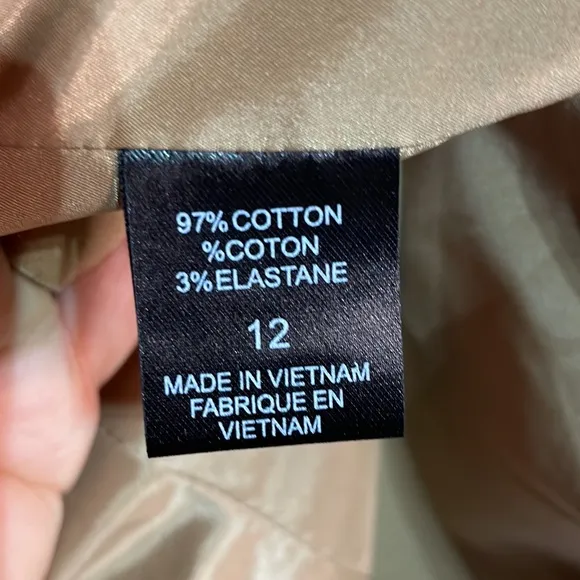 97% COTTON
%COTON
3% ELASTANE
12
MADE IN VIETNAM
FABRIQUE EN
VIETNAM